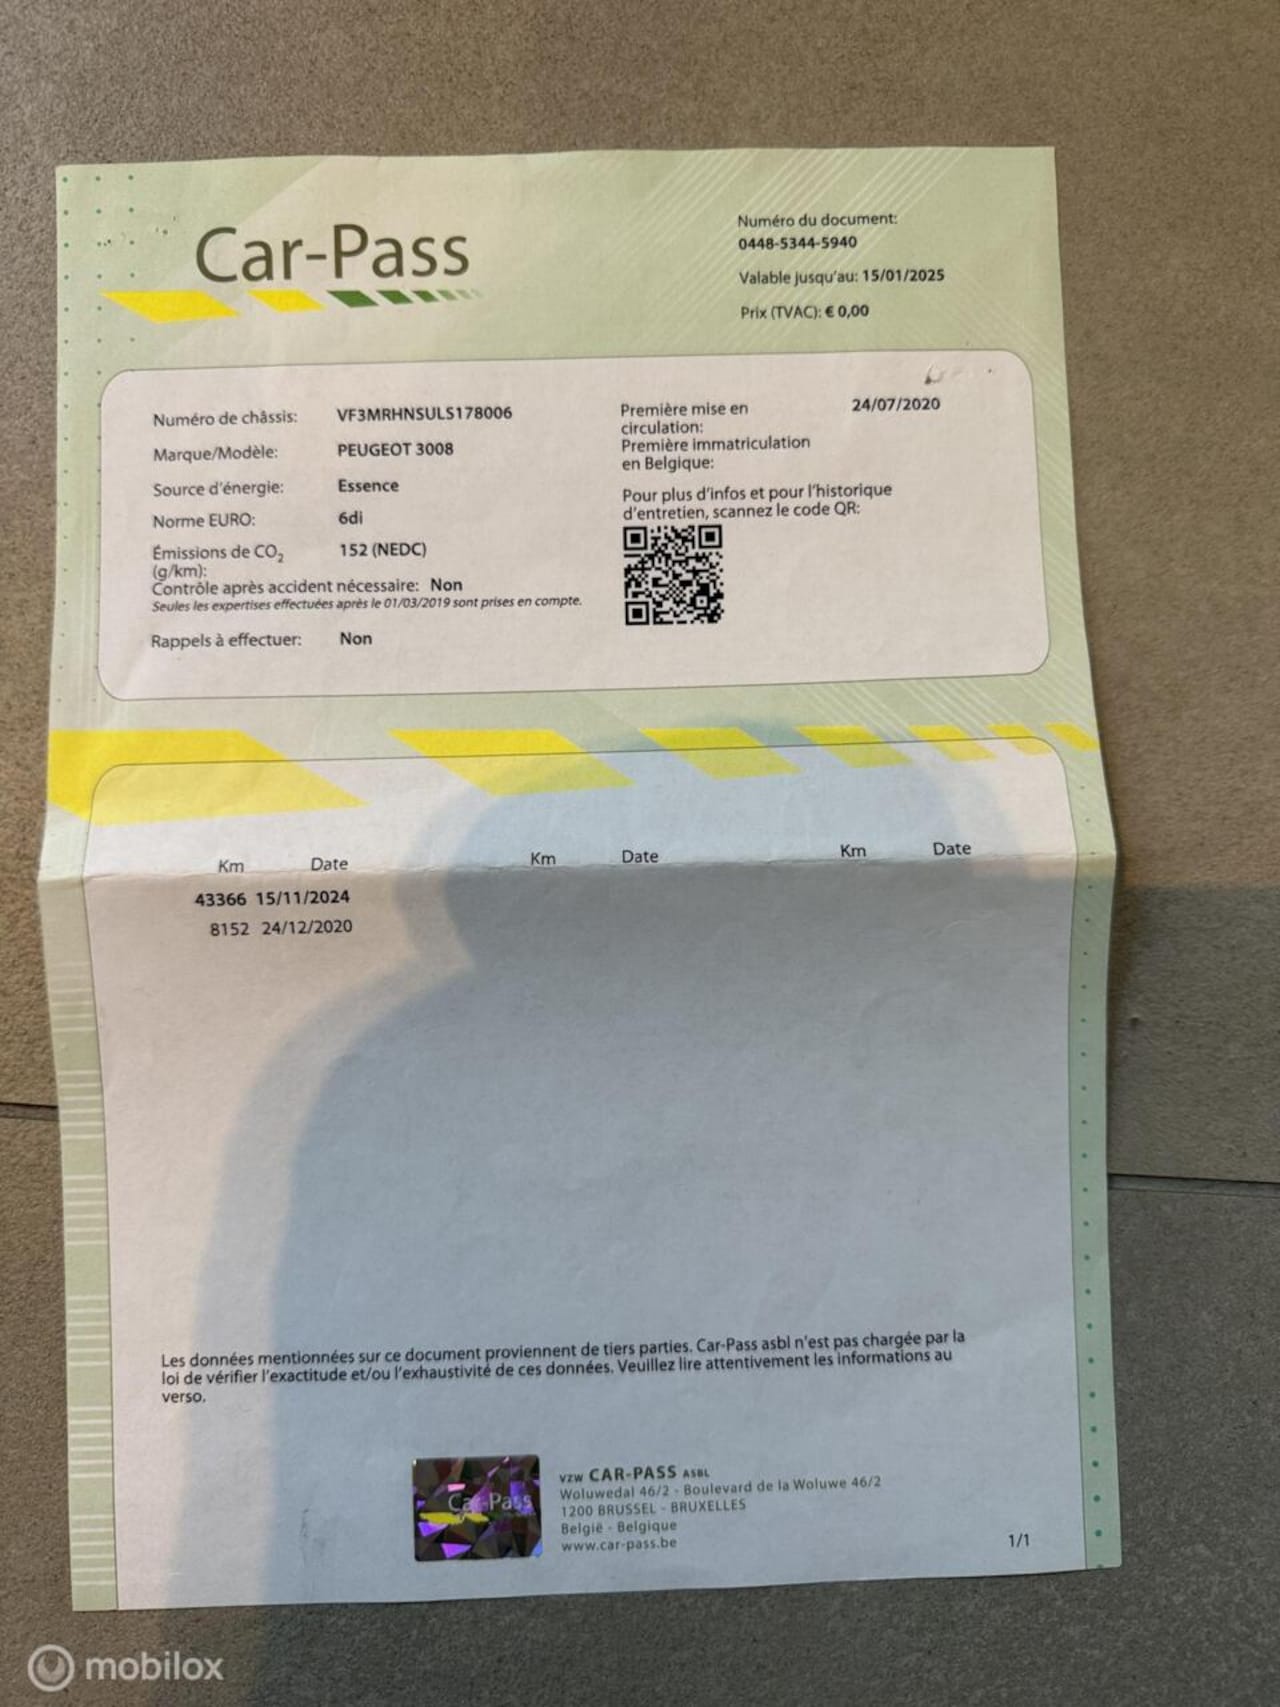 Car-Pass
Numéro du document:
0448-5344-5940
Valable jusqu'au: 15/01/2025
Prix (TVAC): € 0,00
Numéro de châssis: VF3MRHNSULS178006
Marque/Modèle: PEUGEOT 3008
Source d'énergie: Essence
Norme EURO: 6di
Émissions de CO2 152 (NEDC)
(g/km):
Contrôle après accident nécessaire: Non
Seules les expertises effectuées après le 01/03/2019 sont prises en compte.
Rappels à effectuer: Non
Première mise en 24/07/2020
circulation:
Première immatriculation
en Belgique:
Pour plus d'infos et pour l'historique
d'entretien, scannez le code QR:
Km Date Km Date Km Date
43366 15/11/2024
8152 24/12/2020
Les données mentionnées sur ce document proviennent de tiers parties. Car-Pass asbl n'est pas chargée par la
loi de vérifier l'exactitude et/ou l'exhaustivité de ces données. Veuillez lire attentivement les informations au
verso.
Car-Pass
VZW CAR-PASS ASBL
Woluwedal 46/2 - Boulevard de la Woluwe 46/2
1200 BRUSSEL - BRUXELLES
België - Belgique
www.car-pass.be
1/1
mobilox